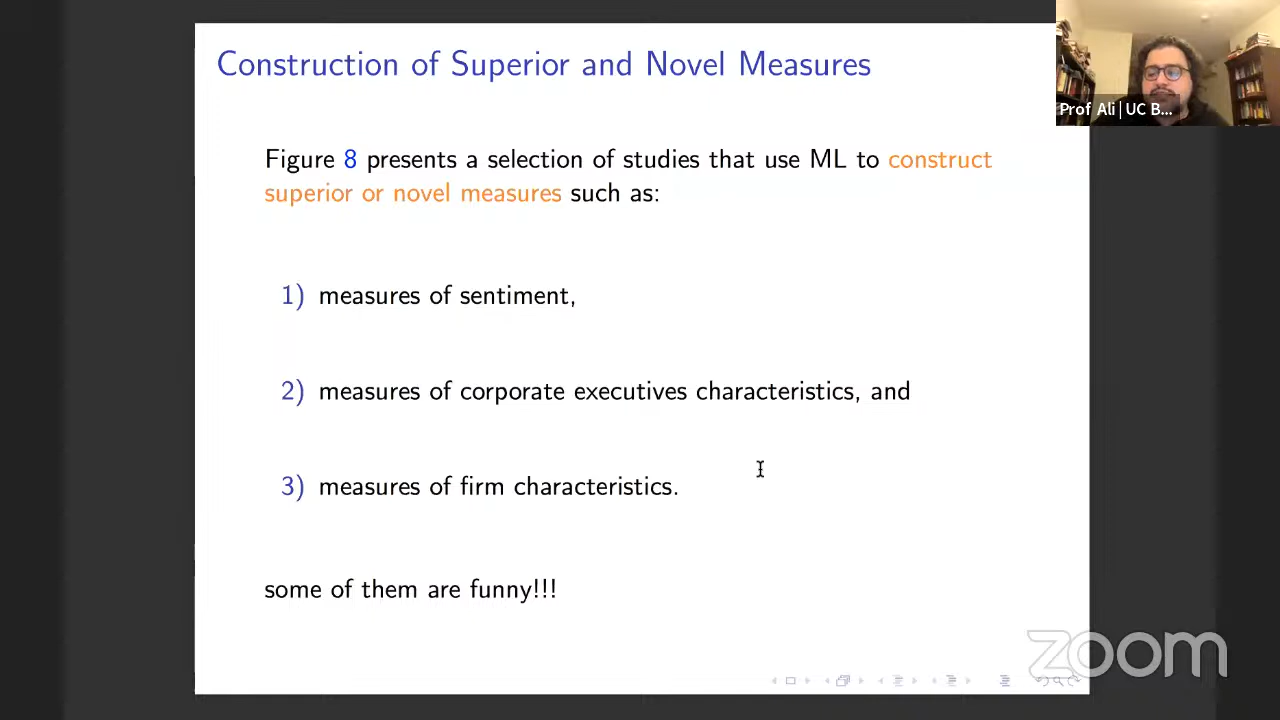 Construction of Superior and Novel Measures
Prof Ali | UC B...
Figure 8 presents a selection of studies that use ML to construct
superior or novel measures such as:
1) measures of sentiment,
2) measures of corporate executives characteristics, and
3) measures of firm characteristics.
some of them are funny!!!
zoom